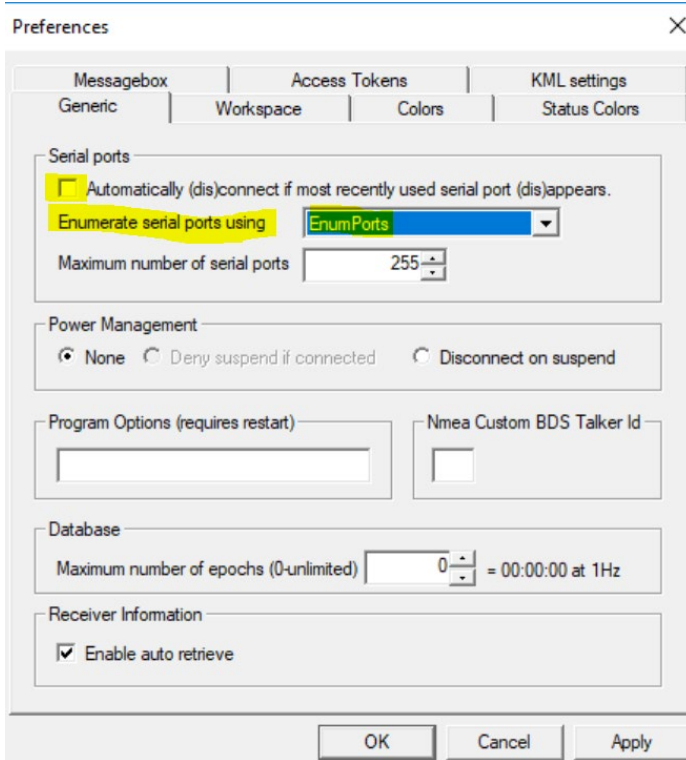 Preferences
Messagebox Access Tokens KML settings
Generic Workspace Colors Status Colors
Serial ports
Automatically (dis)connect if most recently used serial port (dis)appears.
Enumerate serial ports using EnumPorts
Maximum number of serial ports 255
Power Management
None Deny suspend if connected Disconnect on suspend
Program Options (requires restart) Nmea Custom BDS Talker Id
Database
Maximum number of epochs (0-unlimited) 0 = 00:00:00 at 1Hz
Receiver Information
Enable auto retrieve
OK Cancel Apply